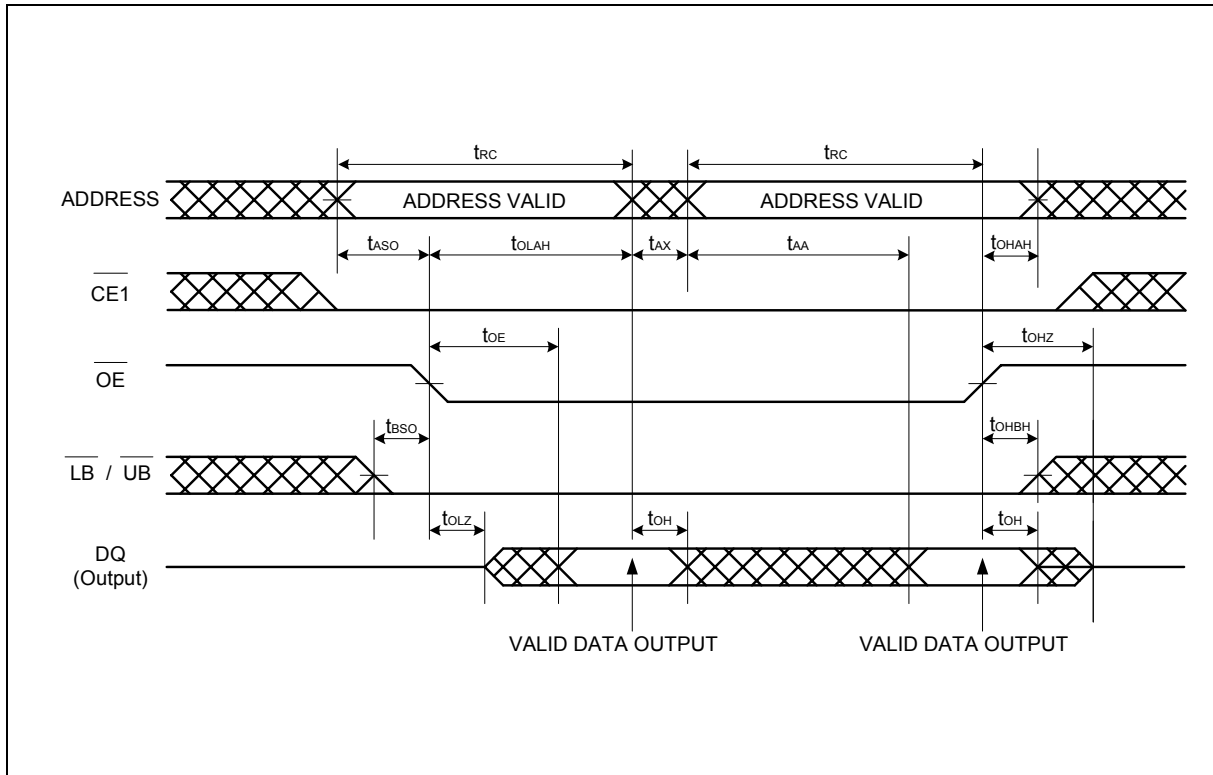 tRC tRC
ADDRESS ADDRESS VALID ADDRESS VALID
tASO tOLAH tAX tAA tOHAH
CE1
tOE tOHZ
OE
tBSO tOHBH
LB / UB
tOLZ tOH tOH
DQ
(Output)
VALID DATA OUTPUT VALID DATA OUTPUT